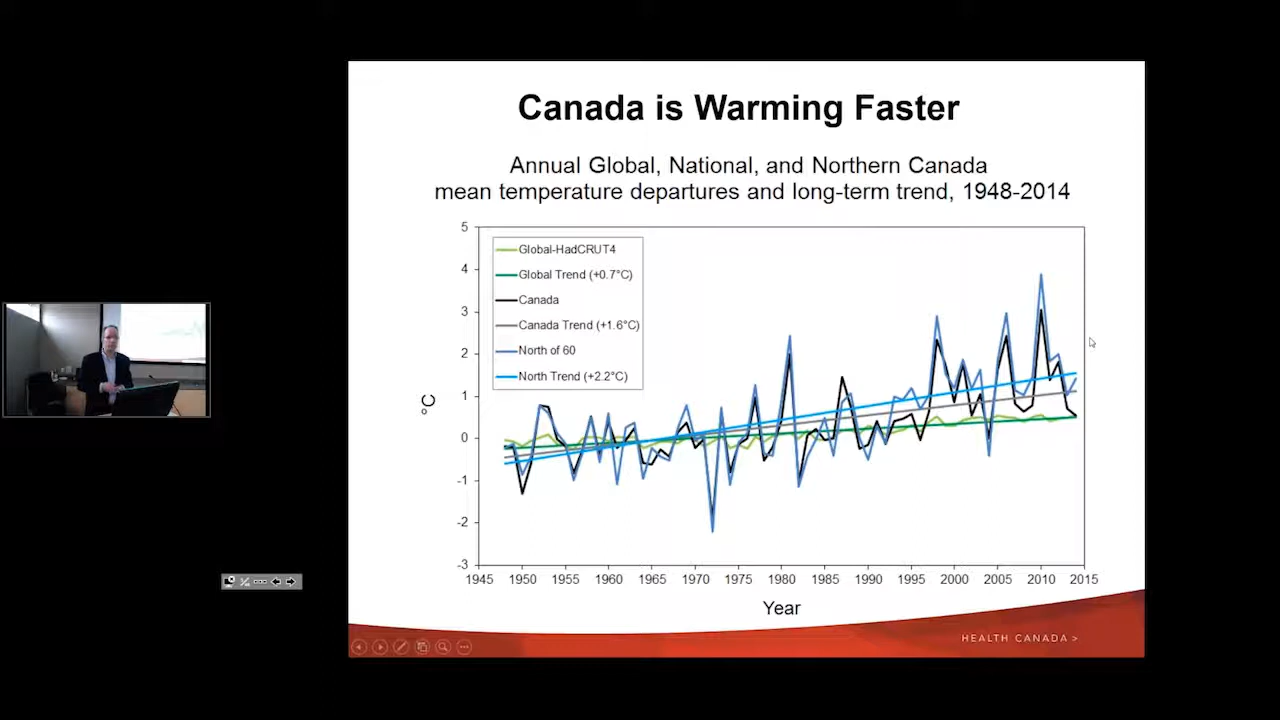 Canada is Warming Faster
Annual Global, National, and Northern Canada
mean temperature departures and long-term trend, 1948-2014
5
4
3
2
1
0
-1
-2
-3
°C
Global-HadCRUT4
Global Trend (+0.7°C)
Canada
Canada Trend (+1.6°C)
North of 60
North Trend (+2.2°C)
1945 1950 1955 1960 1965 1970 1975 1980 1985 1990 1995 2000 2005 2010 2015
Year
HEALTH CANADA >